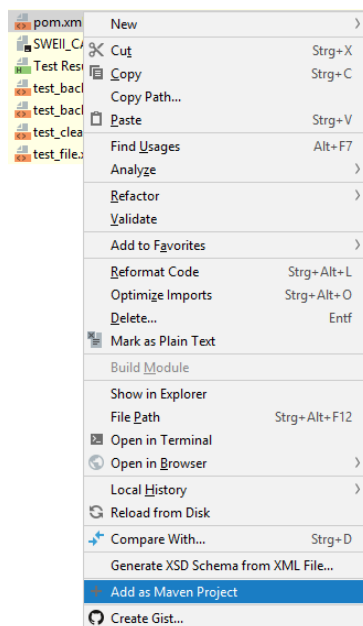 pom.xm
New
SWEII_C
Cut Strg+X
Test Resu
Copy Strg+C
test_bac
Copy Path...
test_bacl
Paste Strg+V
test_clea
Find Usages Alt+F7
test_file.
Analyze
Refactor
Validate
Add to Favorites
Reformat Code Strg+Alt+L
Optimize Imports Strg+Alt+O
Delete... Entf
Mark as Plain Text
Build Module
Show in Explorer
File Path Strg+Alt+F12
Open in Terminal
Open in Browser
Local History
Reload from Disk
Compare With... Strg+D
Generate XSD Schema from XML File...
Add as Maven Project
Create Gist...